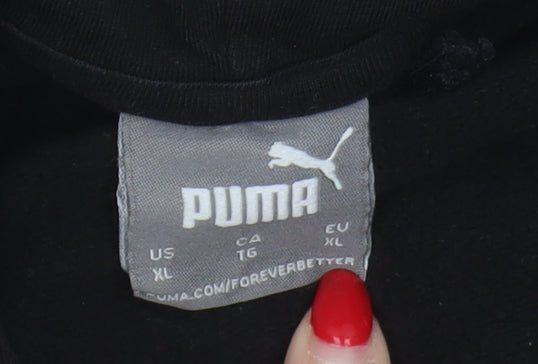 PUMA
US CA EU
XL TG XL
PUMA.COM/FOREVERBETTER